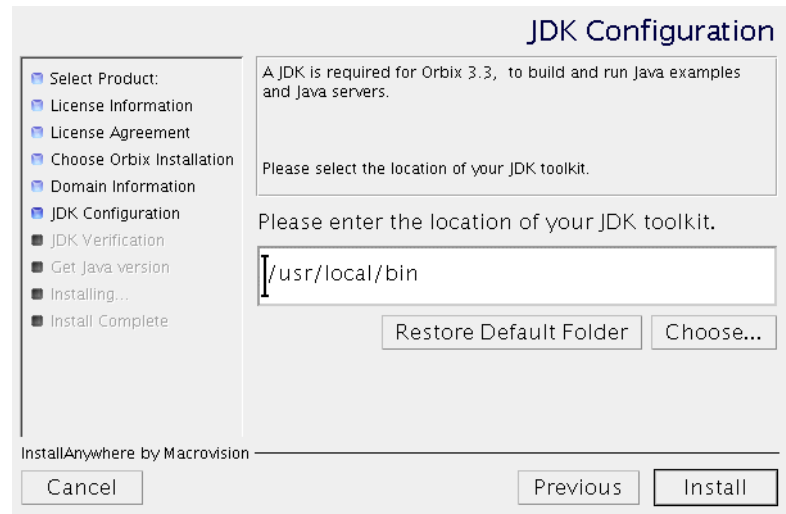 JDK Configuration
Select Product:
License Information
License Agreement
Choose Orbix Installation
Domain Information
JDK Configuration
JDK Verification
Get Java version
Installing...
Install Complete
A JDK is required for Orbix 3.3,  to build and run Java examples
and Java servers.
Please select the location of your JDK toolkit.
Please enter the location of your JDK toolkit.
/usr/local/bin
Restore Default Folder
Choose...
InstallAnywhere by Macrovision
Cancel
Previous
Install